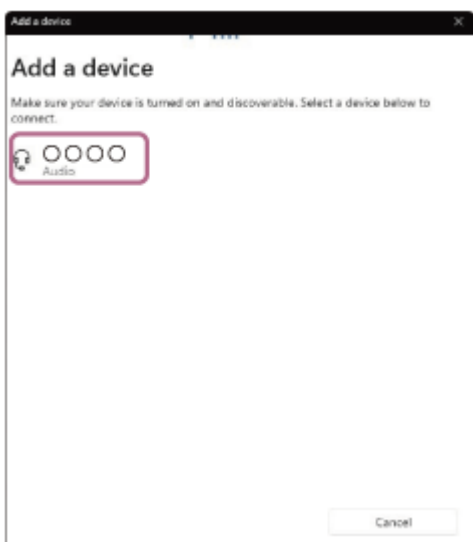 Add a device
Add a device
Make sure your device is turned on and discoverable. Select a device below to
connect.
○○○○
Audio
Cancel